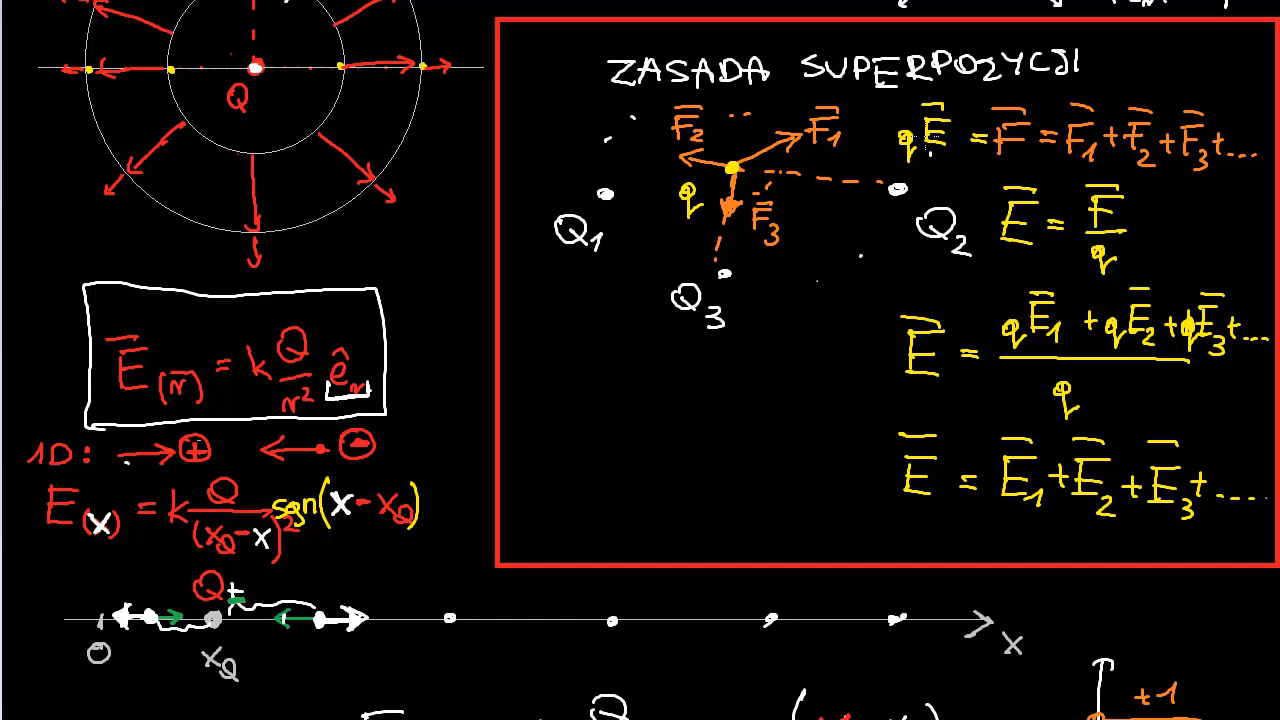 Q
E(r) = k Q/r² êr
1D: → ⊕ ← ⊖
E(x) = k Q/(xQ-x)² sgn(x-xQ)
Q ±
0 xQ x
ZASADA SUPERPOZYCJI
F2 F1
q F3
Q1 Q2
Q3
qE = F = F1 + F2 + F3 + ...
E = F/q
E = (qE1 + qE2 + qE3 + ...)/q
E = E1 + E2 + E3 + ....
+1